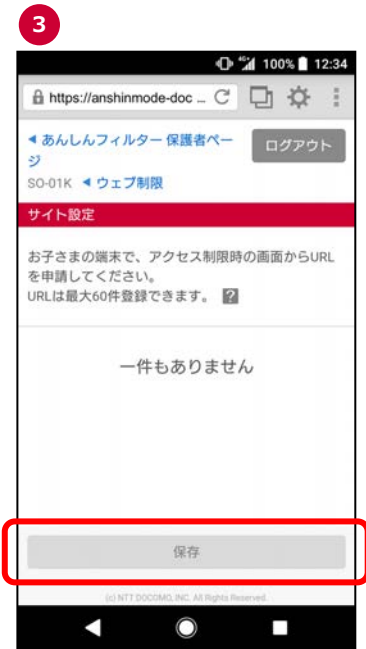 3
4G 100% 12:34
https://anshinmode-doc ...
◀ あんしんフィルター 保護者ペー
ジ
ログアウト
SO-01K ◀ ウェブ制限
サイト設定
お子さまの端末で、アクセス制限時の画面からURL
を申請してください。
URLは最大60件登録できます。 ?
一件もありません
保存
(c) NTT DOCOMO, INC. All Rights Reserved.